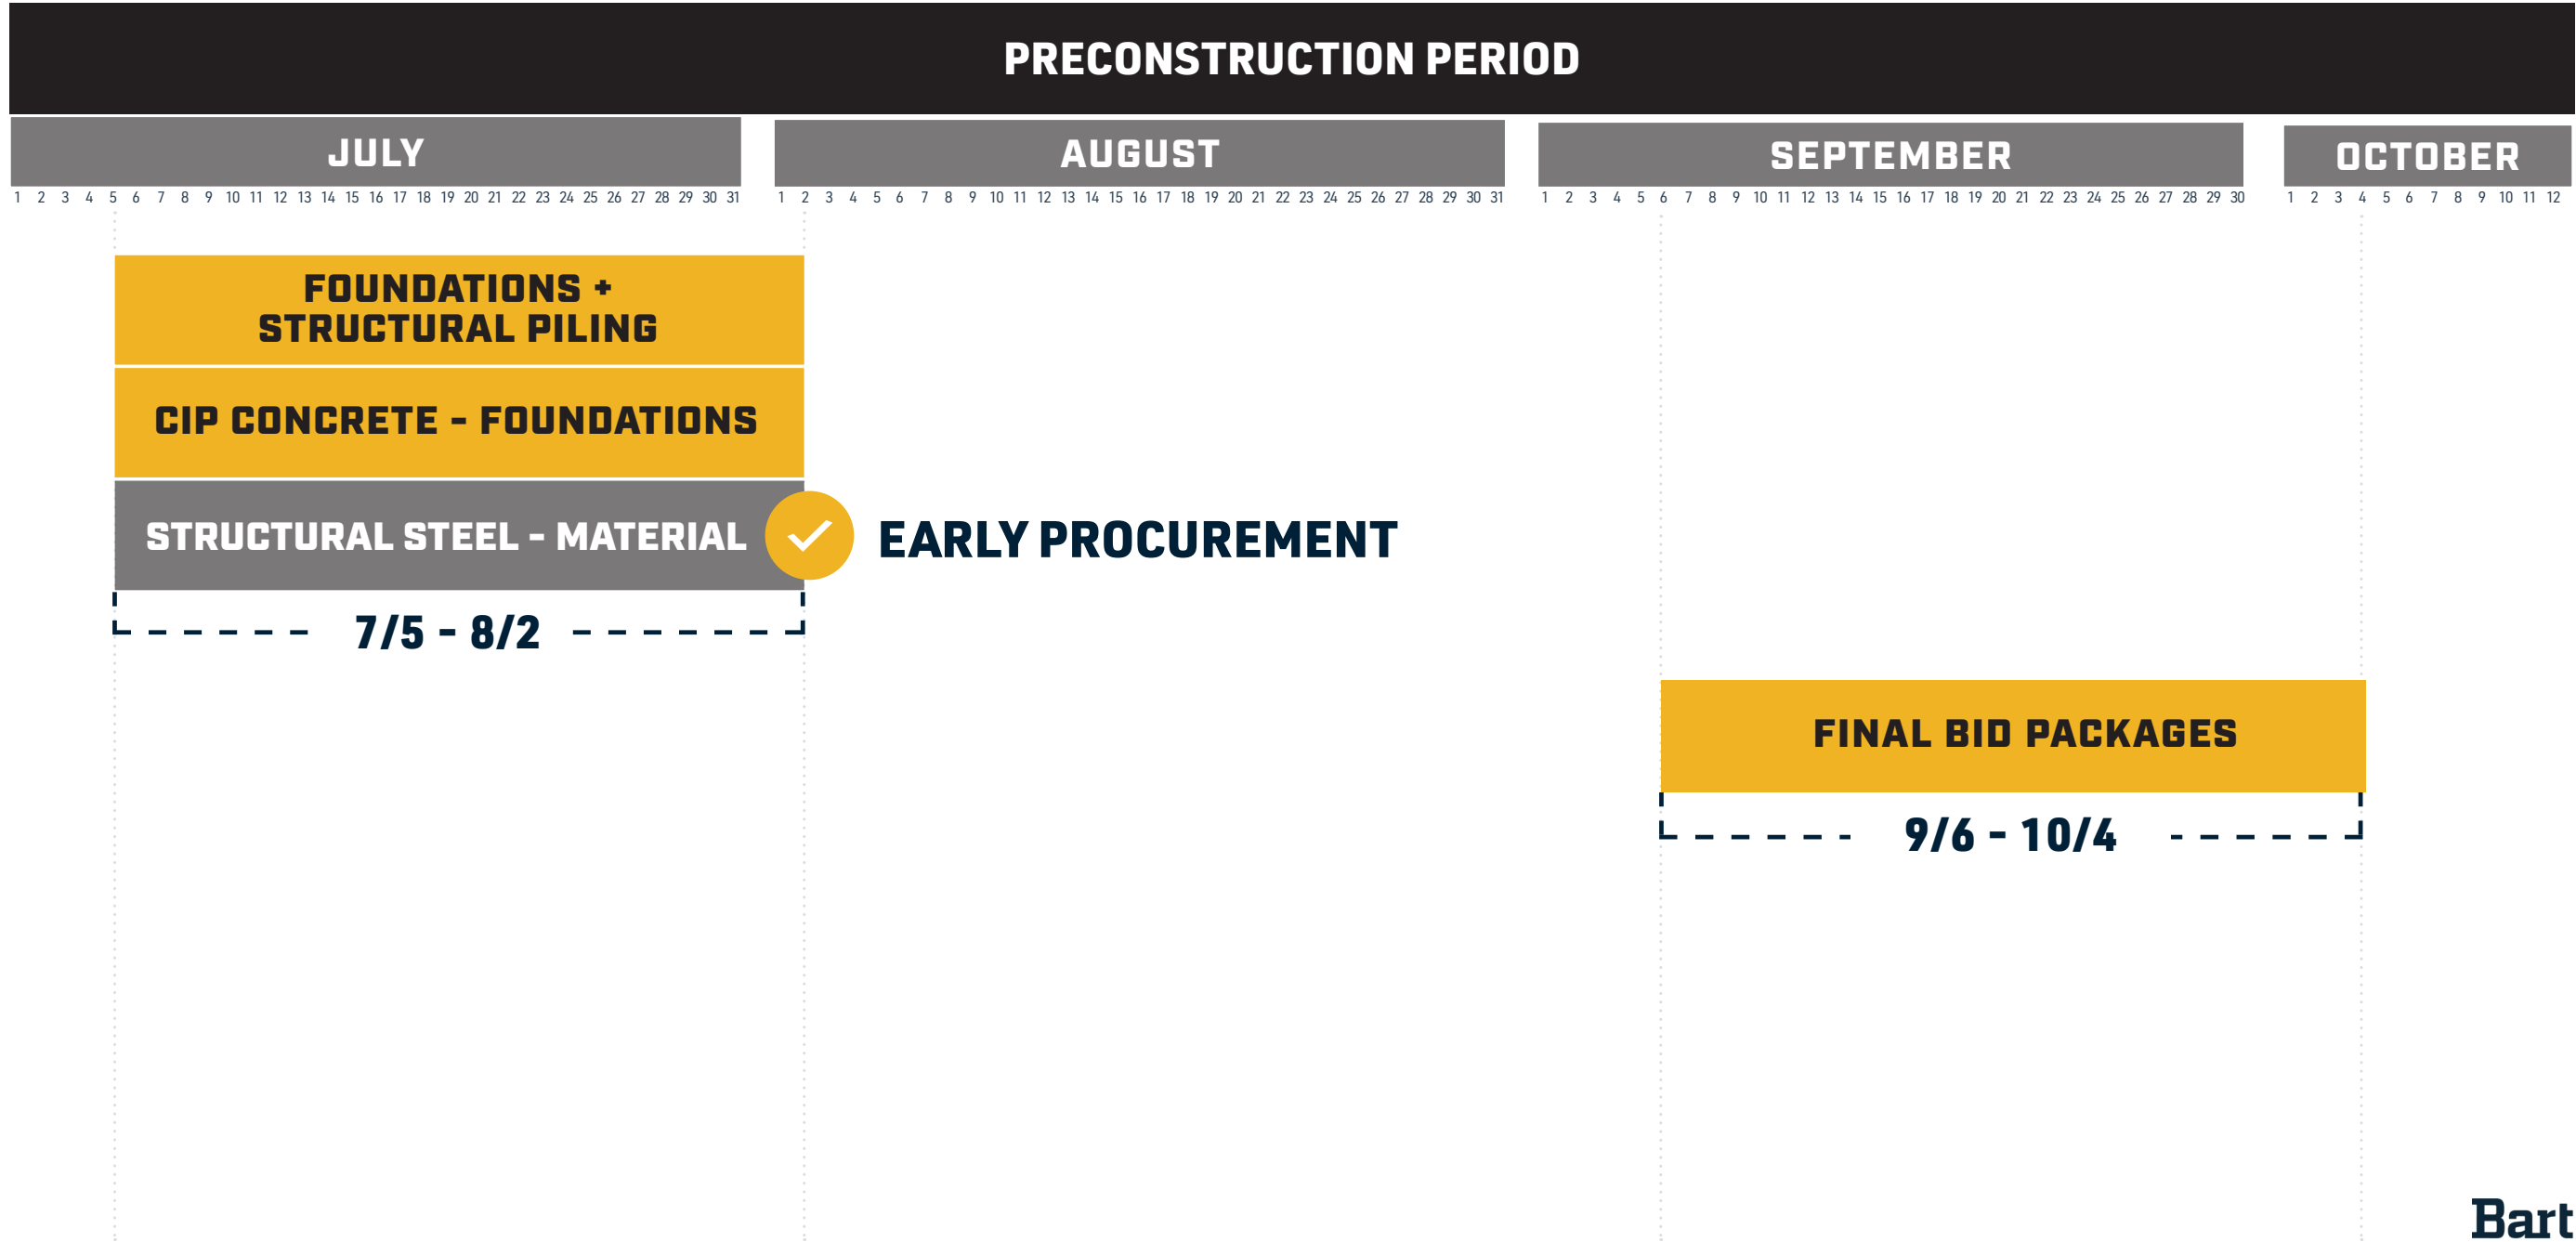 PRECONSTRUCTION PERIOD
JULY AUGUST SEPTEMBER OCTOBER
1 2 3 4 5 6 7 8 9 10 11 12 13 14 15 16 17 18 19 20 21 22 23 24 25 26 27 28 29 30 31 1 2 3 4 5 6 7 8 9 10 11 12 13 14 15 16 17 18 19 20 21 22 23 24 25 26 27 28 29 30 31 1 2 3 4 5 6 7 8 9 10 11 12 13 14 15 16 17 18 19 20 21 22 23 24 25 26 27 28 29 30 1 2 3 4 5 6 7 8 9 10 11 12
FOUNDATIONS +
STRUCTURAL PILING
CIP CONCRETE - FOUNDATIONS
STRUCTURAL STEEL - MATERIAL
EARLY PROCUREMENT
7/5 - 8/2
FINAL BID PACKAGES
9/6 - 10/4
Bart